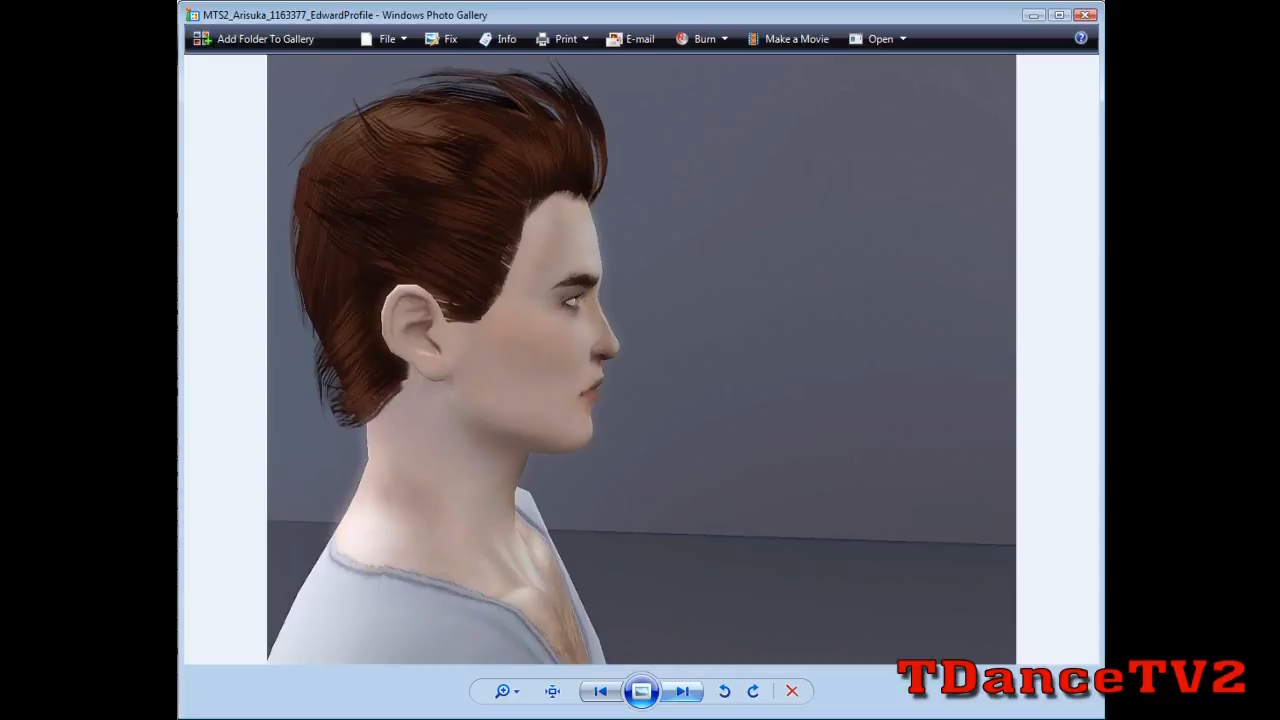 MTS2_Arisuka_1163377_EdwardProfile - Windows Photo Gallery
Add Folder To Gallery File Fix Info Print E-mail Burn Make a Movie Open
TDanceTV2